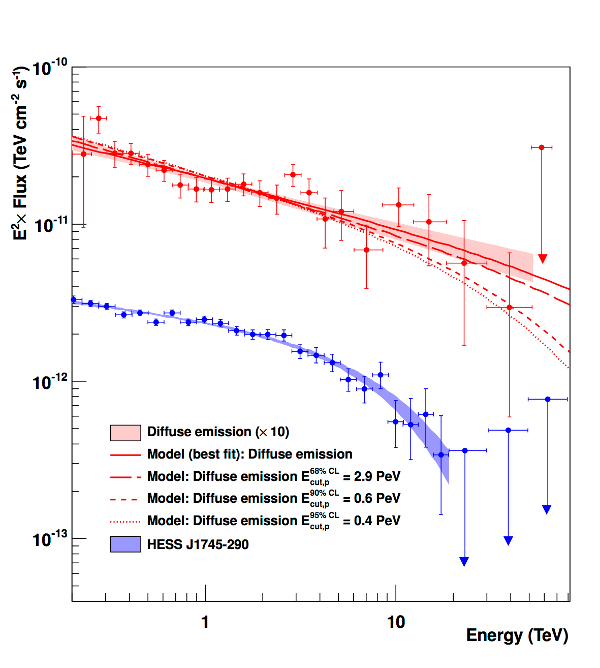 E²× Flux (TeV cm⁻² s⁻¹)
10⁻¹⁰
10⁻¹¹
10⁻¹²
10⁻¹³
Diffuse emission (× 10)
Model (best fit): Diffuse emission
Model: Diffuse emission E^68% CL_cut,p = 2.9 PeV
Model: Diffuse emission E^90% CL_cut,p = 0.6 PeV
Model: Diffuse emission E^95% CL_cut,p = 0.4 PeV
HESS J1745-290
1
10
Energy (TeV)